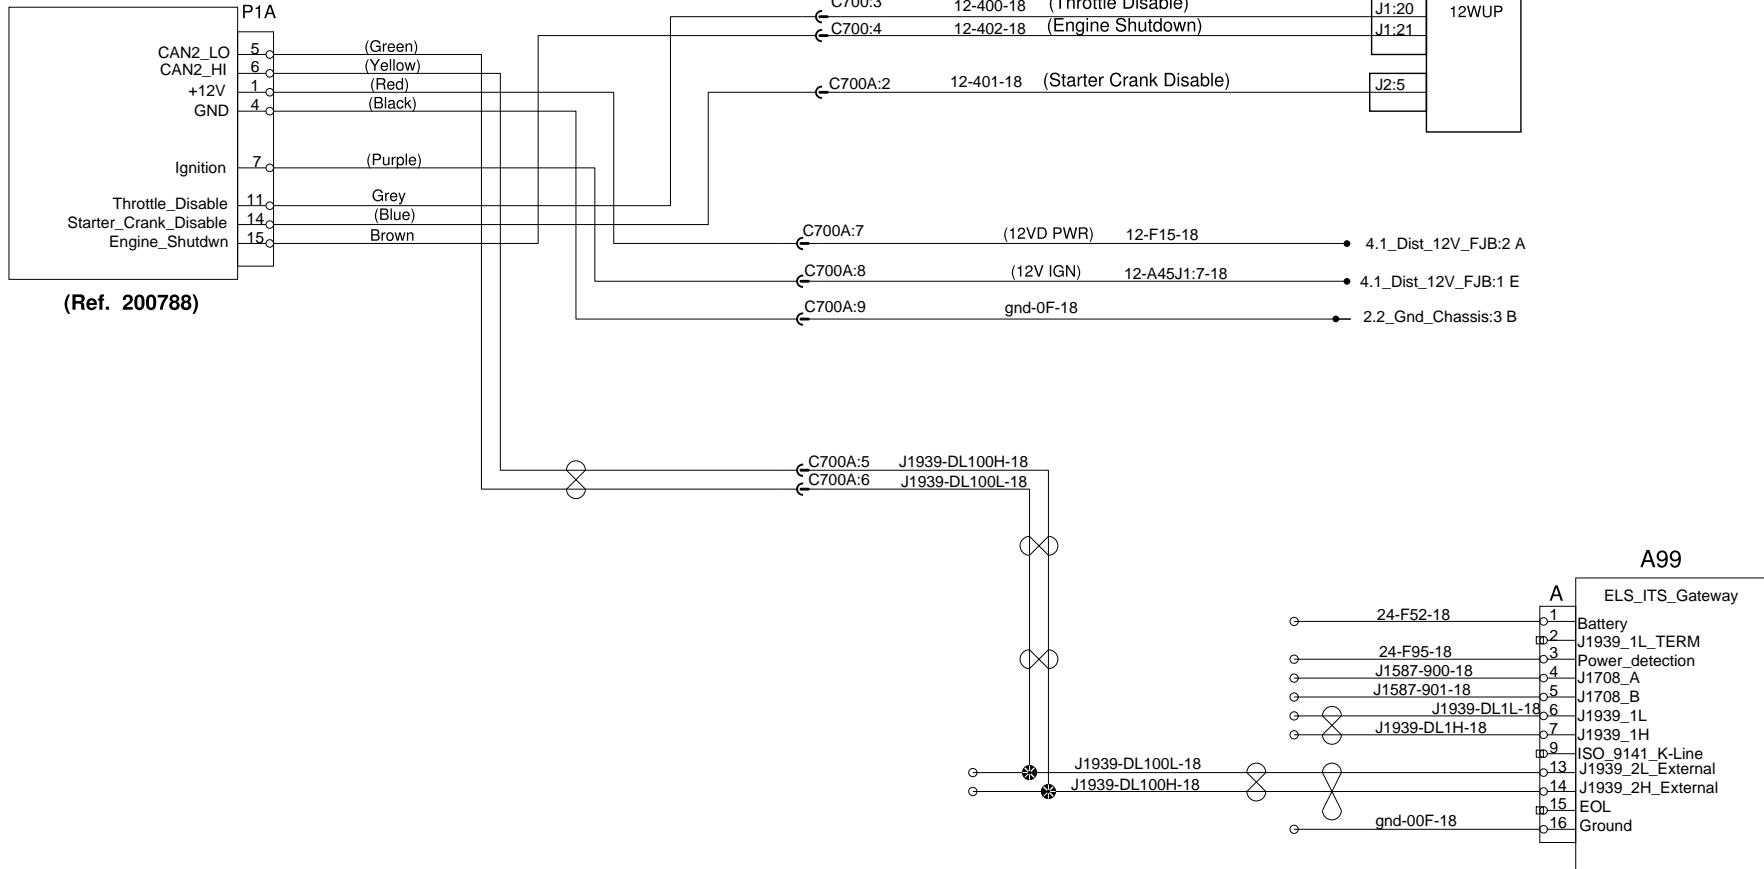 P1A
C700:3 12-400-18 (Throttle Disable) J1:20 12WUP
C700:4 12-402-18 (Engine Shutdown) J1:21
CAN2_LO 5 (Green)
CAN2_HI 6 (Yellow)
+12V 1 (Red)
C700A:2 12-401-18 (Starter Crank Disable) J2:5
GND 4 (Black)
Ignition 7 (Purple)
Throttle_Disable 11 Grey
Starter_Crank_Disable 14 (Blue)
Engine_Shutdwn 15 Brown
C700A:7 (12VD PWR) 12-F15-18 4.1_Dist_12V_FJB:2 A
C700A:8 (12V IGN) 12-A45J1:7-18 4.1_Dist_12V_FJB:1 E
(Ref. 200788)
C700A:9 gnd-0F-18 2.2_Gnd_Chassis:3 B
C700A:5 J1939-DL100H-18
C700A:6 J1939-DL100L-18
A99
A ELS_ITS_Gateway
24-F52-18 1 Battery
2 J1939_1L_TERM
24-F95-18 3 Power_detection
J1587-900-18 4 J1708_A
J1587-901-18 5 J1708_B
J1939-DL1L-18 6 J1939_1L
J1939-DL1H-18 7 J1939_1H
9 ISO_9141_K-Line
J1939-DL100L-18 13 J1939_2L_External
J1939-DL100H-18 14 J1939_2H_External
15 EOL
gnd-00F-18 16 Ground